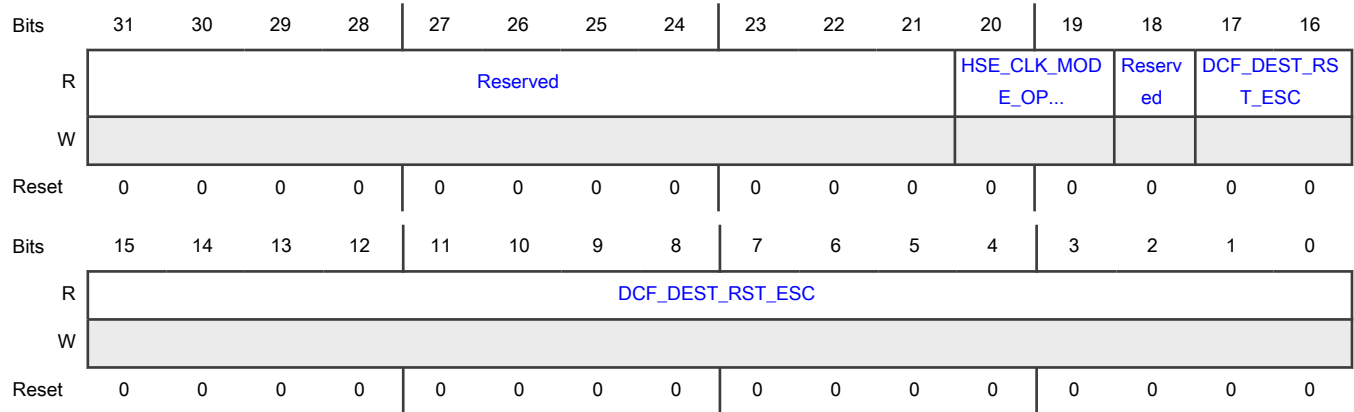 Bits 31 30 29 28 27 26 25 24 23 22 21 20 19 18 17 16
R Reserved HSE_CLK_MOD Reserv DCF_DEST_RS
E_OP... ed T_ESC
W
Reset 0 0 0 0 0 0 0 0 0 0 0 0 0 0 0 0
Bits 15 14 13 12 11 10 9 8 7 6 5 4 3 2 1 0
R DCF_DEST_RST_ESC
W
Reset 0 0 0 0 0 0 0 0 0 0 0 0 0 0 0 0